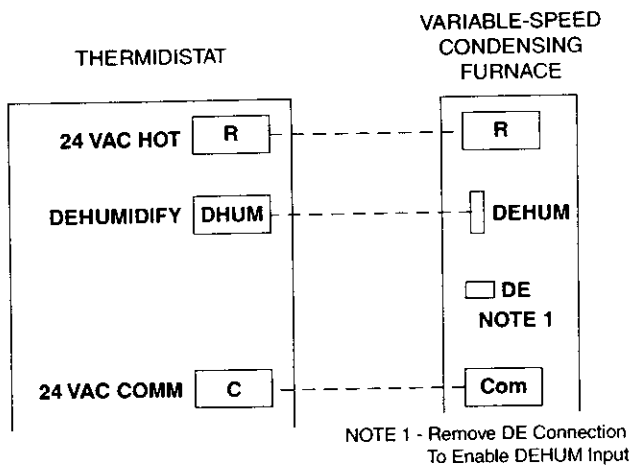 THERMIDISTAT
VARIABLE-SPEED
CONDENSING
FURNACE
24 VAC HOT R R
DEHUMIDIFY DHUM DEHUM
DE
NOTE 1
24 VAC COMM C Com
NOTE 1 - Remove DE Connection
To Enable DEHUM Input